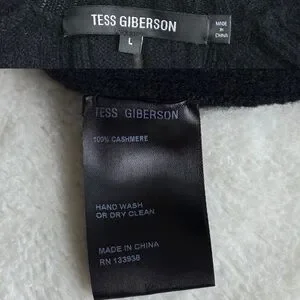 TESS GIBERSON
L
MADE IN
CHINA
TESS GIBERSON
100% CASHMERE
HAND WASH
OR DRY CLEAN
MADE IN CHINA
RN 133938